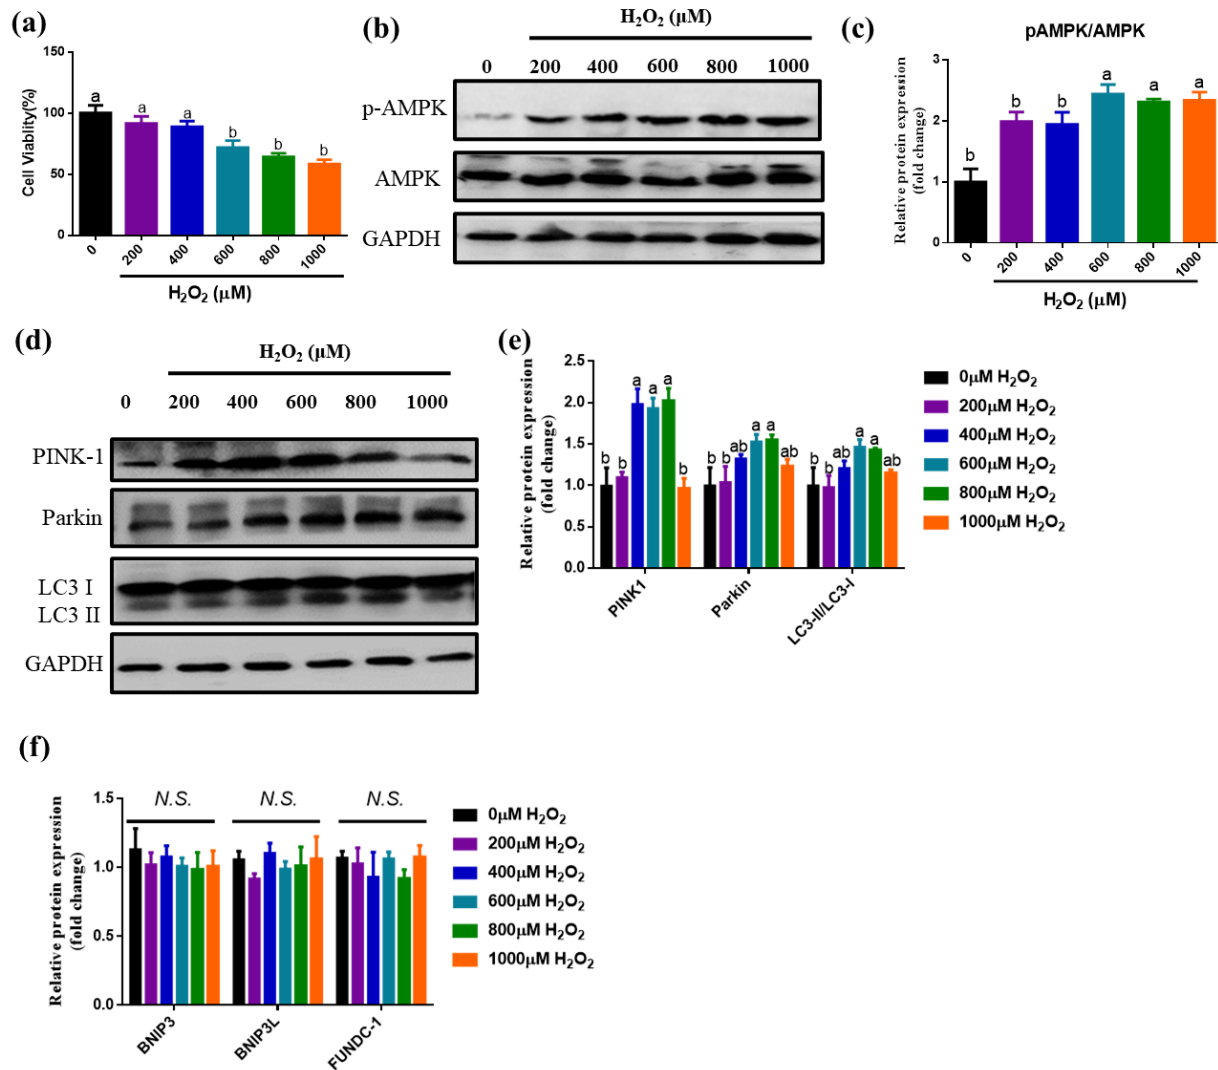 (a)
150
100
50
0
Cell Viablity(%)
a
a
a
b
b
b
0
200
400
600
800
1000
H₂O₂ (μM)
(b)
H₂O₂ (μM)
0 200 400 600 800 1000
p-AMPK
AMPK
GAPDH
(c)
pAMPK/AMPK
Relative protein expression
(fold change)
3
2
1
0
b
b
b
a
a
a
0
200
400
600
800
1000
H₂O₂ (μM)
(d)
H₂O₂ (μM)
0 200 400 600 800 1000
PINK-1
Parkin
LC3 I
LC3 II
GAPDH
(e)
Relative protein expression
(fold change)
2.5
2.0
1.5
1.0
0.5
0.0
b b a a a b
b b ab a a ab
b b ab a a ab
PINK1
Parkin
LC3-II/LC3-I
0μM H₂O₂
200μM H₂O₂
400μM H₂O₂
600μM H₂O₂
800μM H₂O₂
1000μM H₂O₂
(f)
Relative protein expression
(fold change)
1.5
1.0
0.5
0.0
N.S.
N.S.
N.S.
BNIP3
BNIP3L
FUNDC-1
0μM H₂O₂
200μM H₂O₂
400μM H₂O₂
600μM H₂O₂
800μM H₂O₂
1000μM H₂O₂